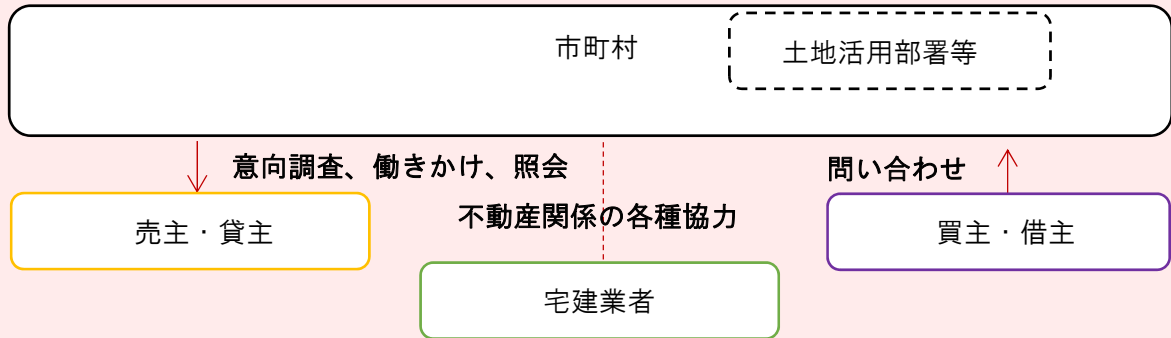 市町村
土地活用部署等
意向調査、働きかけ、照会
問い合わせ
不動産関係の各種協力
売主・貸主
買主・借主
宅建業者